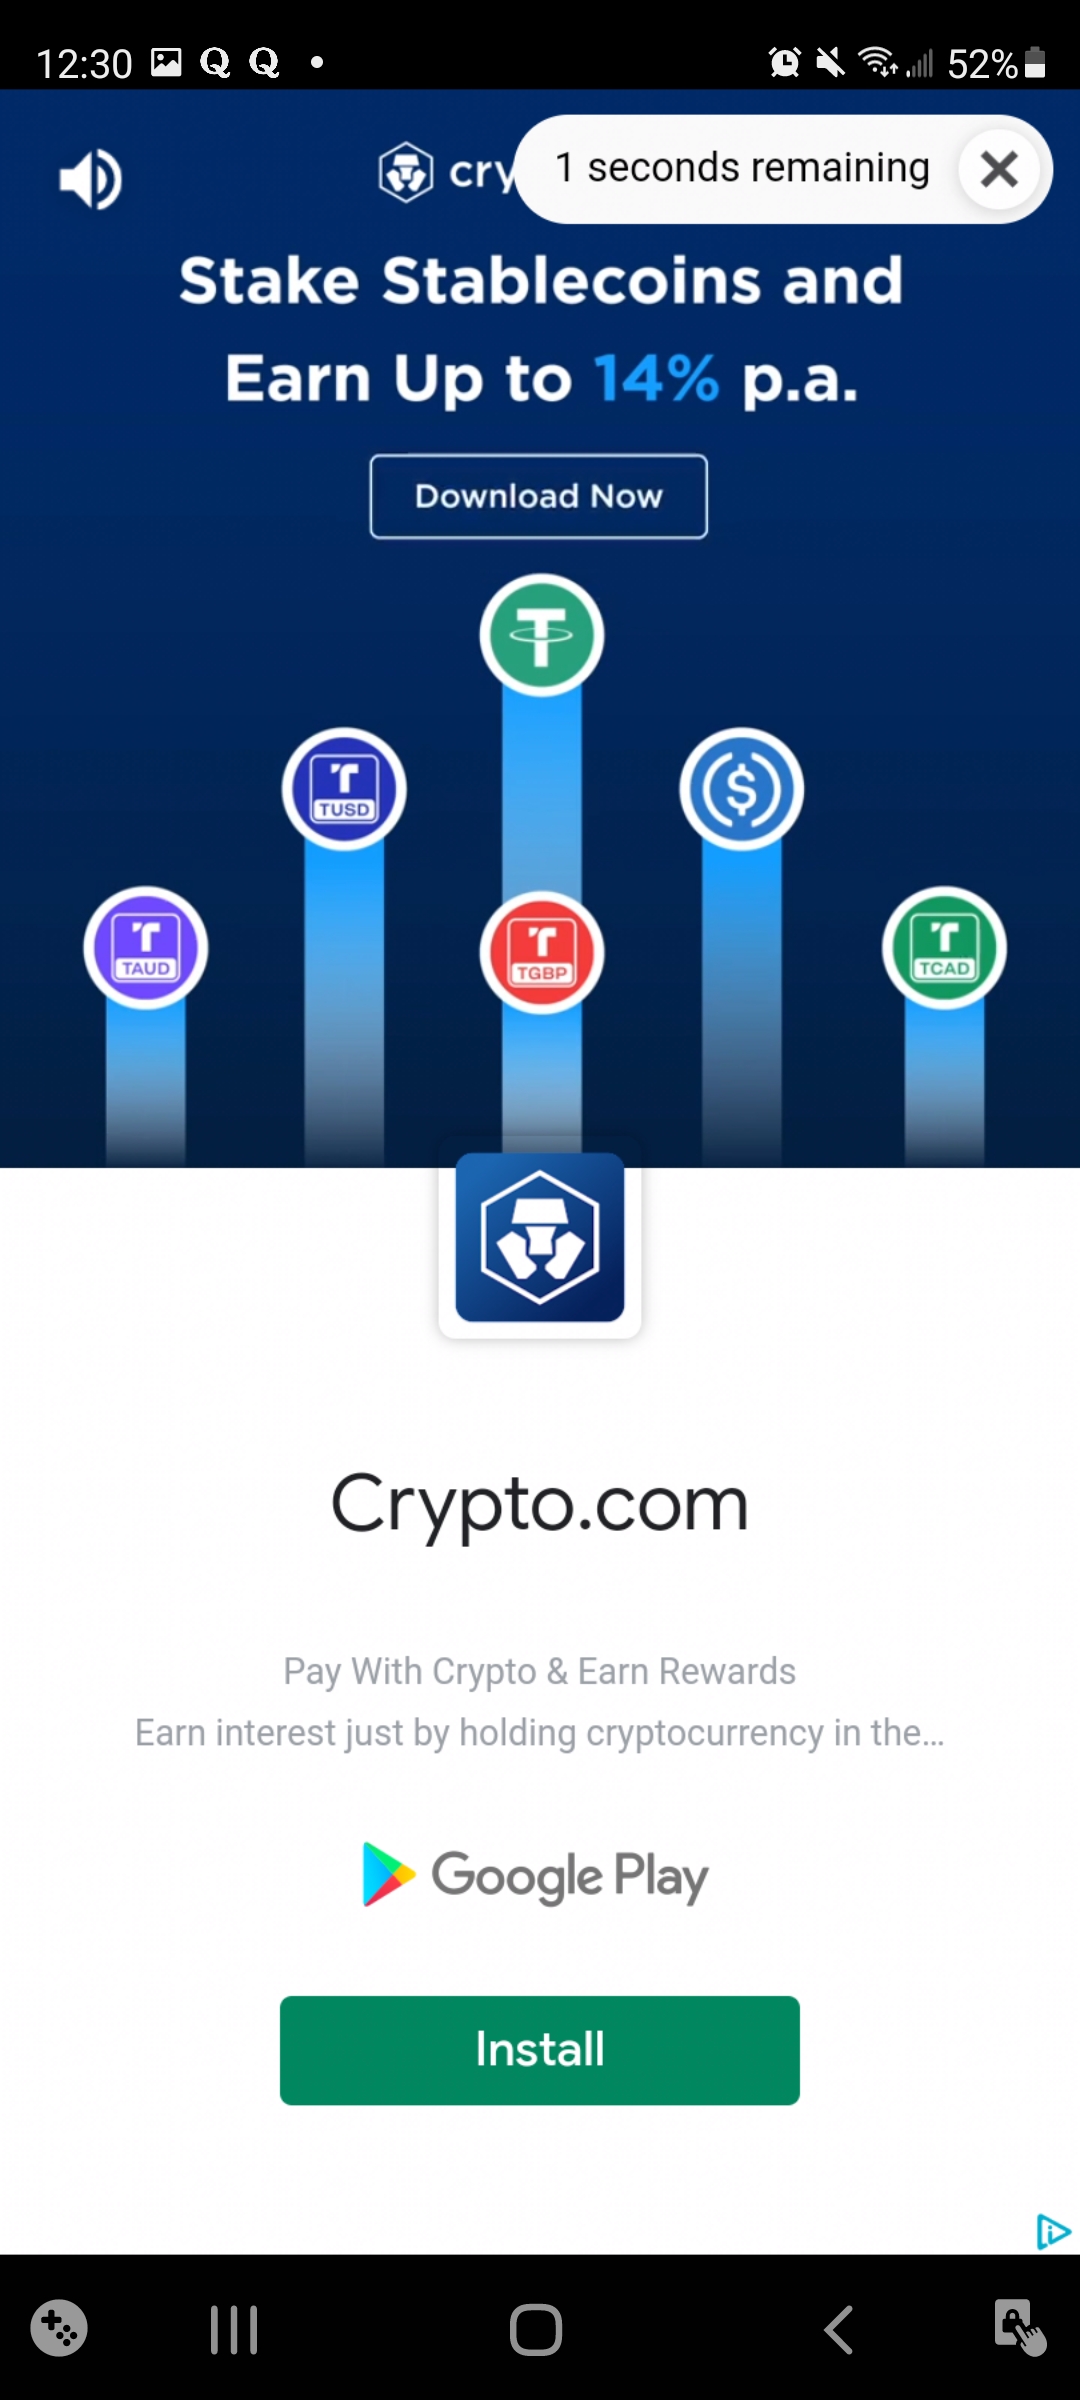 12:30 Q Q 52%
cry 1 seconds remaining
Stake Stablecoins and
Earn Up to 14% p.a.
Download Now
TUSD
TAUD
TGBP
TCAD
Crypto.com
Pay With Crypto & Earn Rewards
Earn interest just by holding cryptocurrency in the...
Google Play
Install